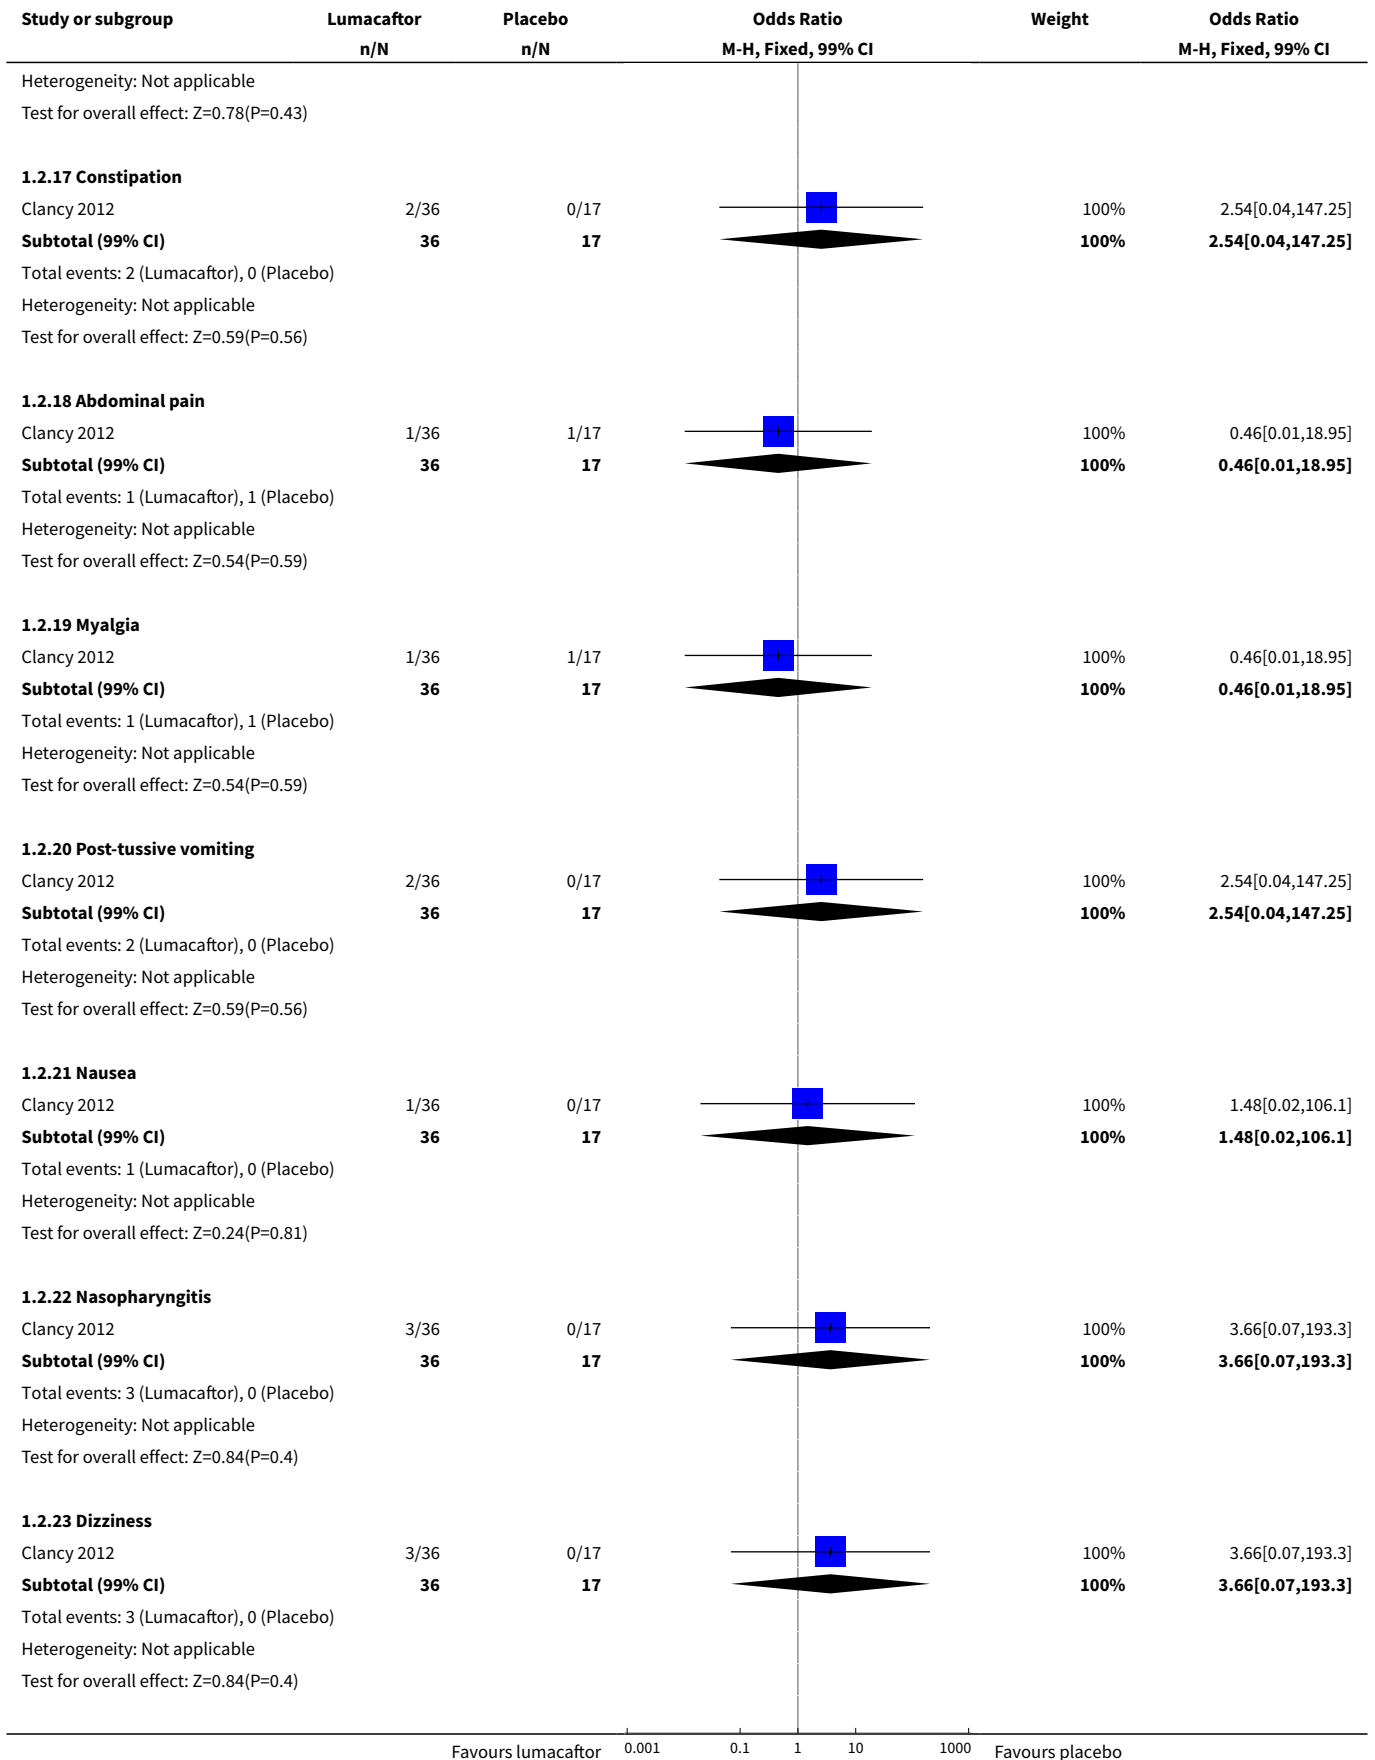 Study or subgroup Lumacaftor Placebo Odds Ratio Weight Odds Ratio
n/N n/N M-H, Fixed, 99% CI M-H, Fixed, 99% CI
Heterogeneity: Not applicable
Test for overall effect: Z=0.78(P=0.43)
1.2.17 Constipation
Clancy 2012 2/36 0/17 100% 2.54[0.04,147.25]
Subtotal (99% CI) 36 17 100% 2.54[0.04,147.25]
Total events: 2 (Lumacaftor), 0 (Placebo)
Heterogeneity: Not applicable
Test for overall effect: Z=0.59(P=0.56)
1.2.18 Abdominal pain
Clancy 2012 1/36 1/17 100% 0.46[0.01,18.95]
Subtotal (99% CI) 36 17 100% 0.46[0.01,18.95]
Total events: 1 (Lumacaftor), 1 (Placebo)
Heterogeneity: Not applicable
Test for overall effect: Z=0.54(P=0.59)
1.2.19 Myalgia
Clancy 2012 1/36 1/17 100% 0.46[0.01,18.95]
Subtotal (99% CI) 36 17 100% 0.46[0.01,18.95]
Total events: 1 (Lumacaftor), 1 (Placebo)
Heterogeneity: Not applicable
Test for overall effect: Z=0.54(P=0.59)
1.2.20 Post-tussive vomiting
Clancy 2012 2/36 0/17 100% 2.54[0.04,147.25]
Subtotal (99% CI) 36 17 100% 2.54[0.04,147.25]
Total events: 2 (Lumacaftor), 0 (Placebo)
Heterogeneity: Not applicable
Test for overall effect: Z=0.59(P=0.56)
1.2.21 Nausea
Clancy 2012 1/36 0/17 100% 1.48[0.02,106.1]
Subtotal (99% CI) 36 17 100% 1.48[0.02,106.1]
Total events: 1 (Lumacaftor), 0 (Placebo)
Heterogeneity: Not applicable
Test for overall effect: Z=0.24(P=0.81)
1.2.22 Nasopharyngitis
Clancy 2012 3/36 0/17 100% 3.66[0.07,193.3]
Subtotal (99% CI) 36 17 100% 3.66[0.07,193.3]
Total events: 3 (Lumacaftor), 0 (Placebo)
Heterogeneity: Not applicable
Test for overall effect: Z=0.84(P=0.4)
1.2.23 Dizziness
Clancy 2012 3/36 0/17 100% 3.66[0.07,193.3]
Subtotal (99% CI) 36 17 100% 3.66[0.07,193.3]
Total events: 3 (Lumacaftor), 0 (Placebo)
Heterogeneity: Not applicable
Test for overall effect: Z=0.84(P=0.4)
Favours lumacaftor 0.001 0.1 1 10 1000 Favours placebo